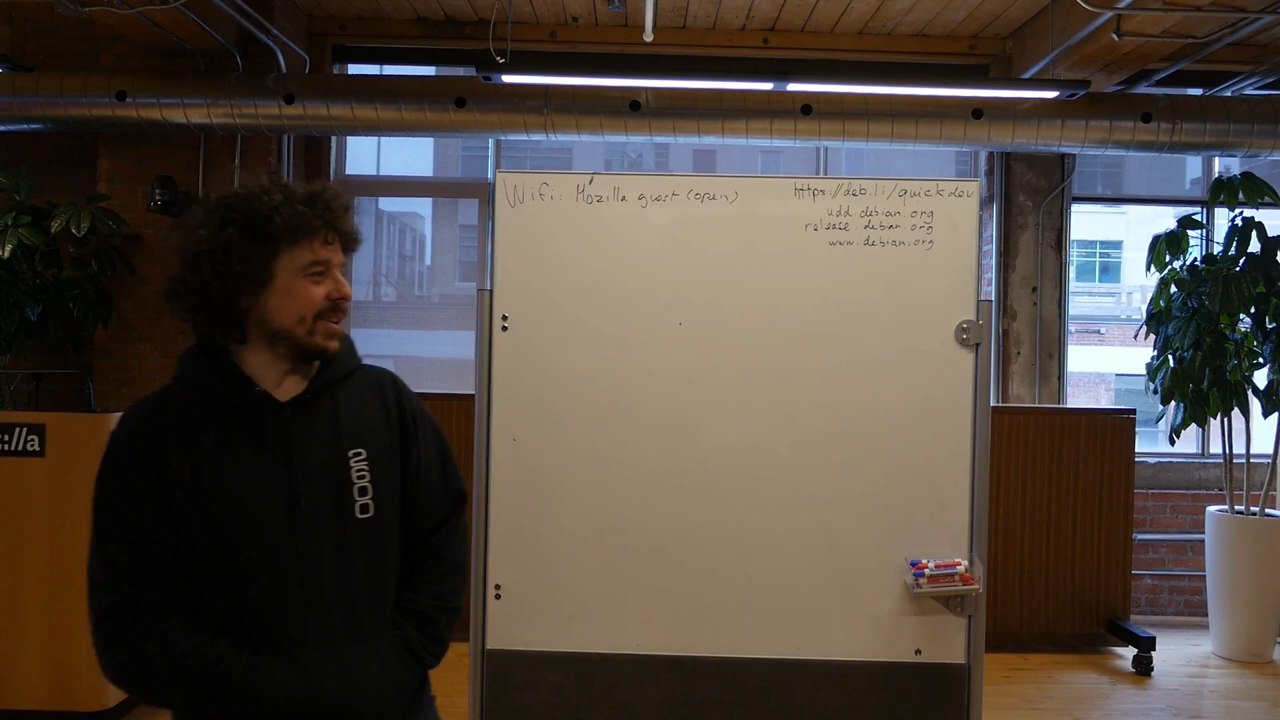 Wifi: Mozilla guest (open)
https://deb.li/quickdev
udd.debian.org
release.debian.org
www.debian.org
2600
://a